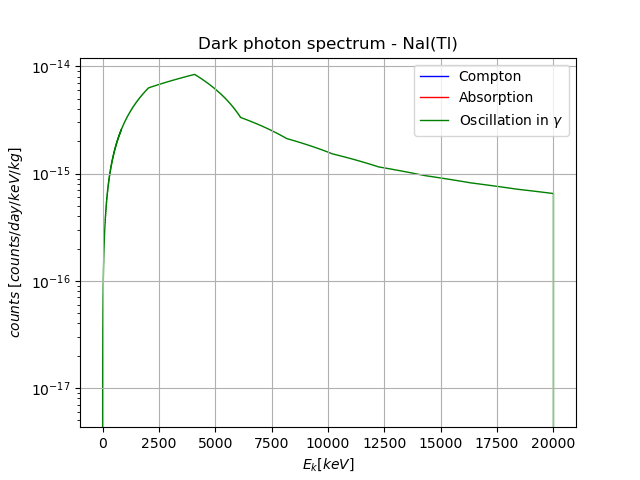 Dark photon spectrum - NaI(Tl)
10⁻¹⁴
10⁻¹⁵
10⁻¹⁶
10⁻¹⁷
counts [counts/day/keV/kg]
Compton
Absorption
Oscillation in γ
0 2500 5000 7500 10000 12500 15000 17500 20000
E_k[keV]